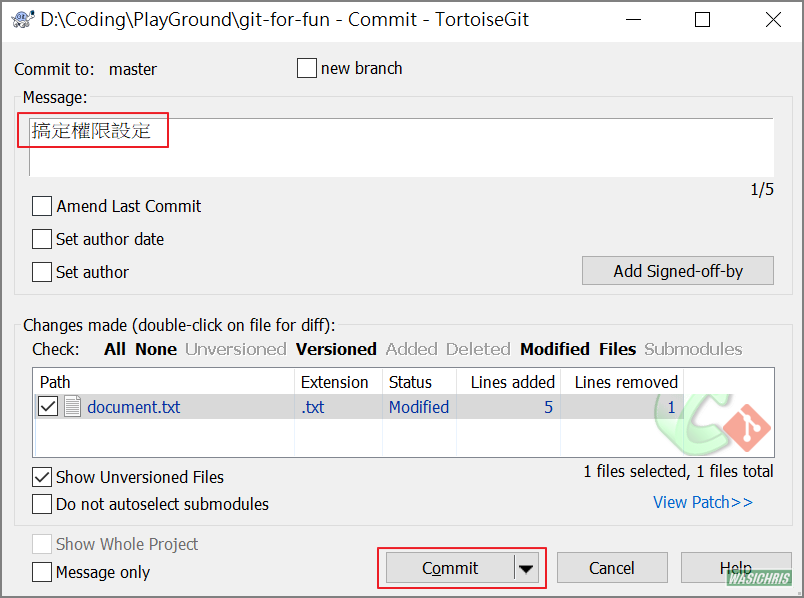 D:\Coding\PlayGround\git-for-fun - Commit - TortoiseGit
Commit to: master
new branch
Message:
搞定權限設定
1/5
Amend Last Commit
Set author date
Set author
Add Signed-off-by
Changes made (double-click on file for diff):
Check: All None Unversioned Versioned Added Deleted Modified Files Submodules
Path Extension Status Lines added Lines removed
document.txt .txt Modified 5 1
Show Unversioned Files
1 files selected, 1 files total
Do not autoselect submodules
View Patch>>
Show Whole Project
Message only
Commit
Cancel
Help
WASICHRIS